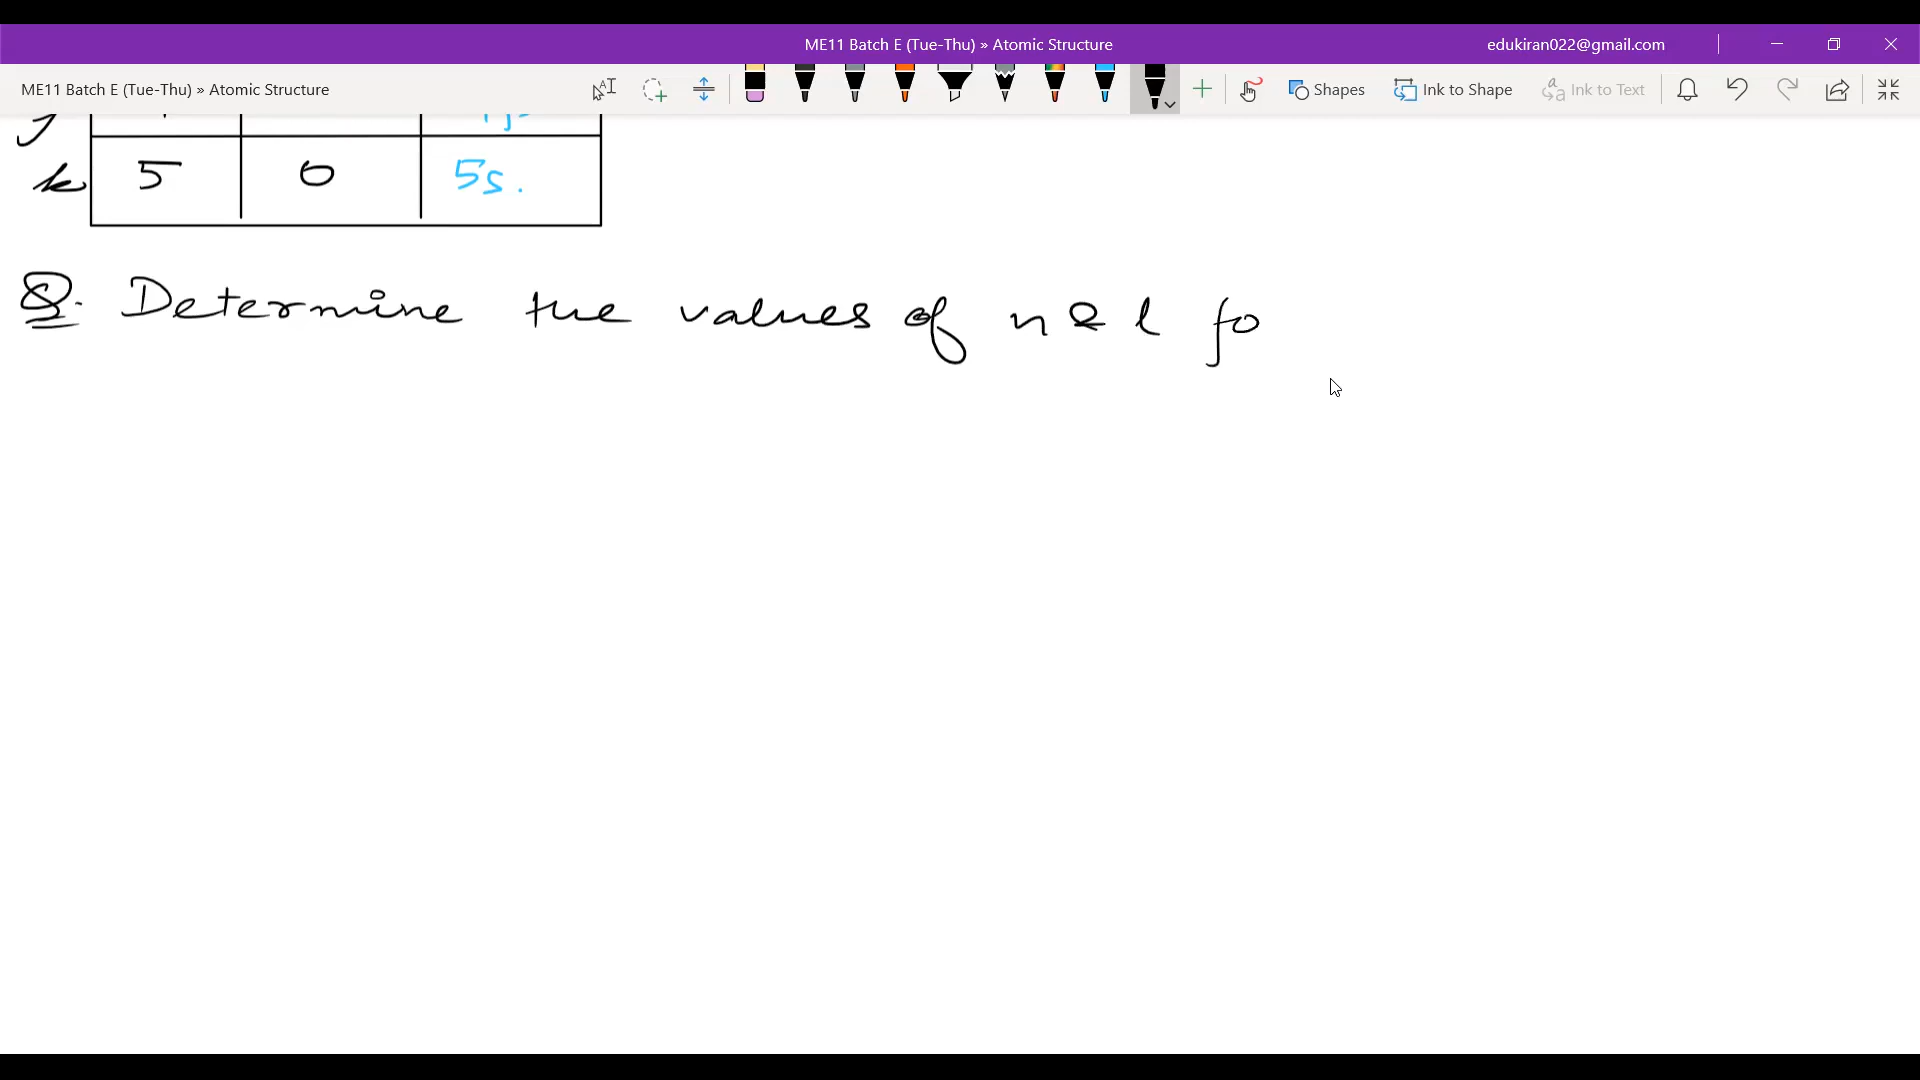 ME11 Batch E (Tue-Thu) » Atomic Structure
edukiran022@gmail.com
ME11 Batch E (Tue-Thu) » Atomic Structure
Shapes
Ink to Shape
Ink to Text
k 5 0 5s.
Q. Determine the values of n & l fo